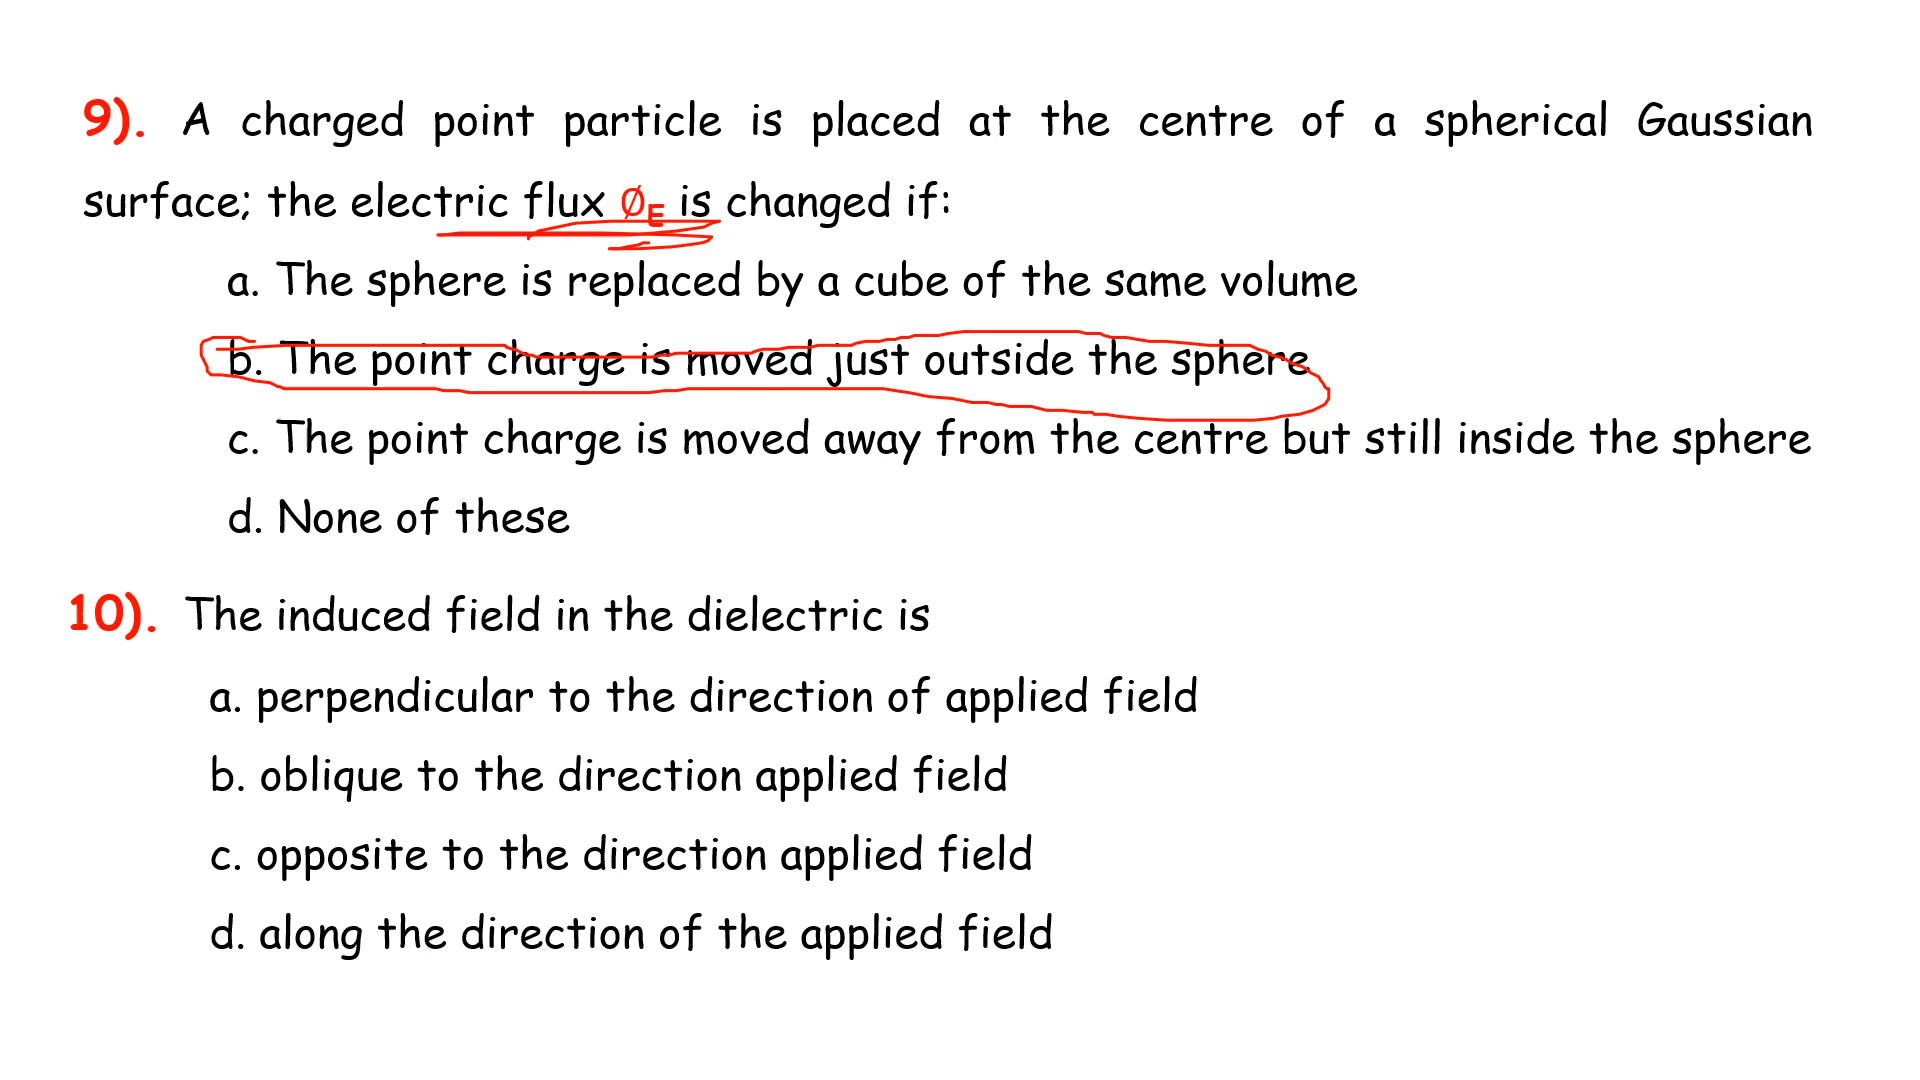 9). A charged point particle is placed at the centre of a spherical Gaussian
surface; the electric flux ∅E is changed if:
a. The sphere is replaced by a cube of the same volume
b. The point charge is moved just outside the sphere
c. The point charge is moved away from the centre but still inside the sphere
d. None of these
10). The induced field in the dielectric is
a. perpendicular to the direction of applied field
b. oblique to the direction applied field
c. opposite to the direction applied field
d. along the direction of the applied field